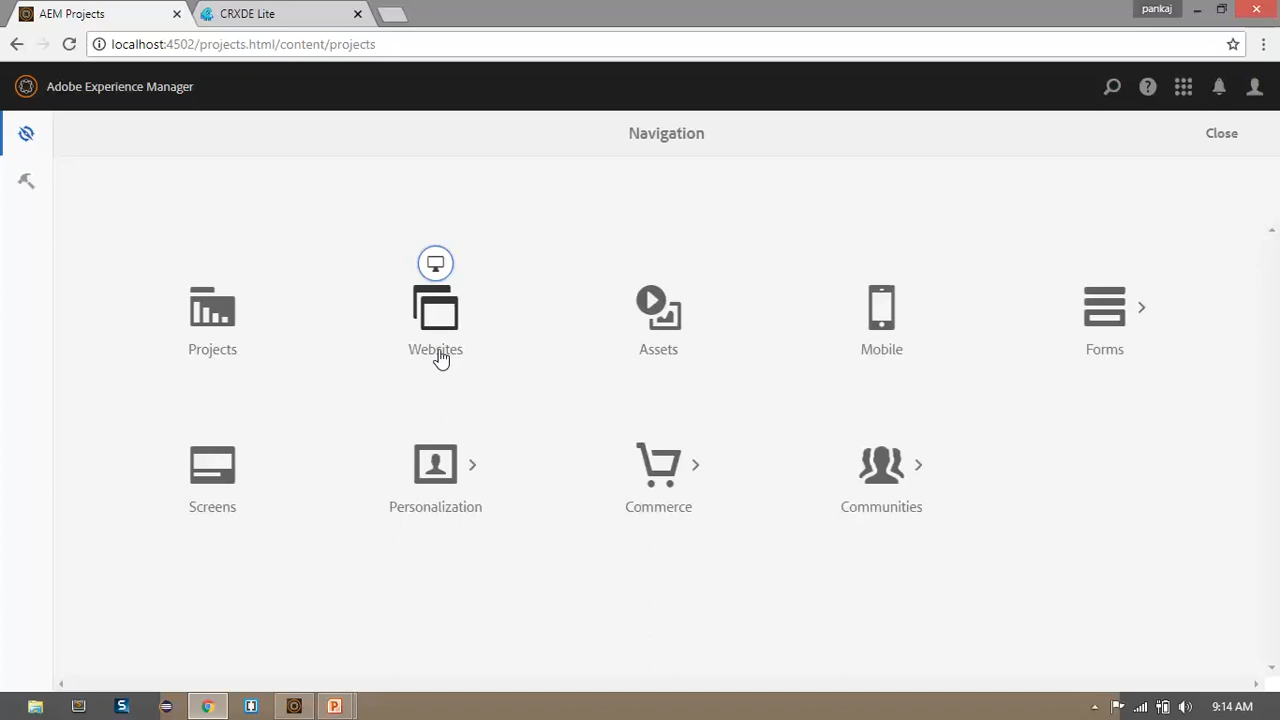 AEM Projects
CRXDE Lite
pankaj
localhost:4502/projects.html/content/projects
Adobe Experience Manager
Navigation
Close
Projects
Websites
Assets
Mobile
Forms
Screens
Personalization
Commerce
Communities
9:14 AM